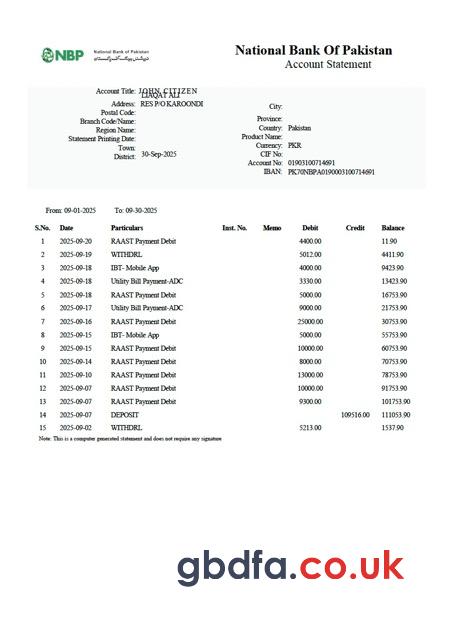 NBP
National Bank of Pakistan
نیشنل بینک آف پاکستان
National Bank Of Pakistan
Account Statement
Account Title: JOHN CITIZEN
LIAQAT ALI
Address: RES P/O KAROONDI
Postal Code:
Branch Code/Name:
Region Name:
Statement Printing Date:
Town:
District: 30-Sep-2025
City:
Province:
Country: Pakistan
Product Name:
Currency: PKR
CIF No:
Account No: 01903100714691
IBAN: PK70NBPA0190003100714691
From: 09-01-2025 To: 09-30-2025
S.No. Date Particulars Inst. No. Memo Debit Credit Balance
1 2025-09-20 RAAST Payment Debit 4400.00 11.90
2 2025-09-19 WITHDRL 5012.00 4411.90
3 2025-09-18 IBT- Mobile App 4000.00 9423.90
4 2025-09-18 Utility Bill Payment-ADC 3330.00 13423.90
5 2025-09-18 RAAST Payment Debit 5000.00 16753.90
6 2025-09-17 Utility Bill Payment-ADC 9000.00 21753.90
7 2025-09-16 RAAST Payment Debit 25000.00 30753.90
8 2025-09-15 IBT- Mobile App 5000.00 55753.90
9 2025-09-15 RAAST Payment Debit 10000.00 60753.90
10 2025-09-14 RAAST Payment Debit 8000.00 70753.90
11 2025-09-10 RAAST Payment Debit 13000.00 78753.90
12 2025-09-07 RAAST Payment Debit 10000.00 91753.90
13 2025-09-07 RAAST Payment Debit 9300.00 101753.90
14 2025-09-07 DEPOSIT 109516.00 111053.90
15 2025-09-02 WITHDRL 5213.00 1537.90
Note: This is a computer generated statement and does not require any signature
gbdfa.co.uk